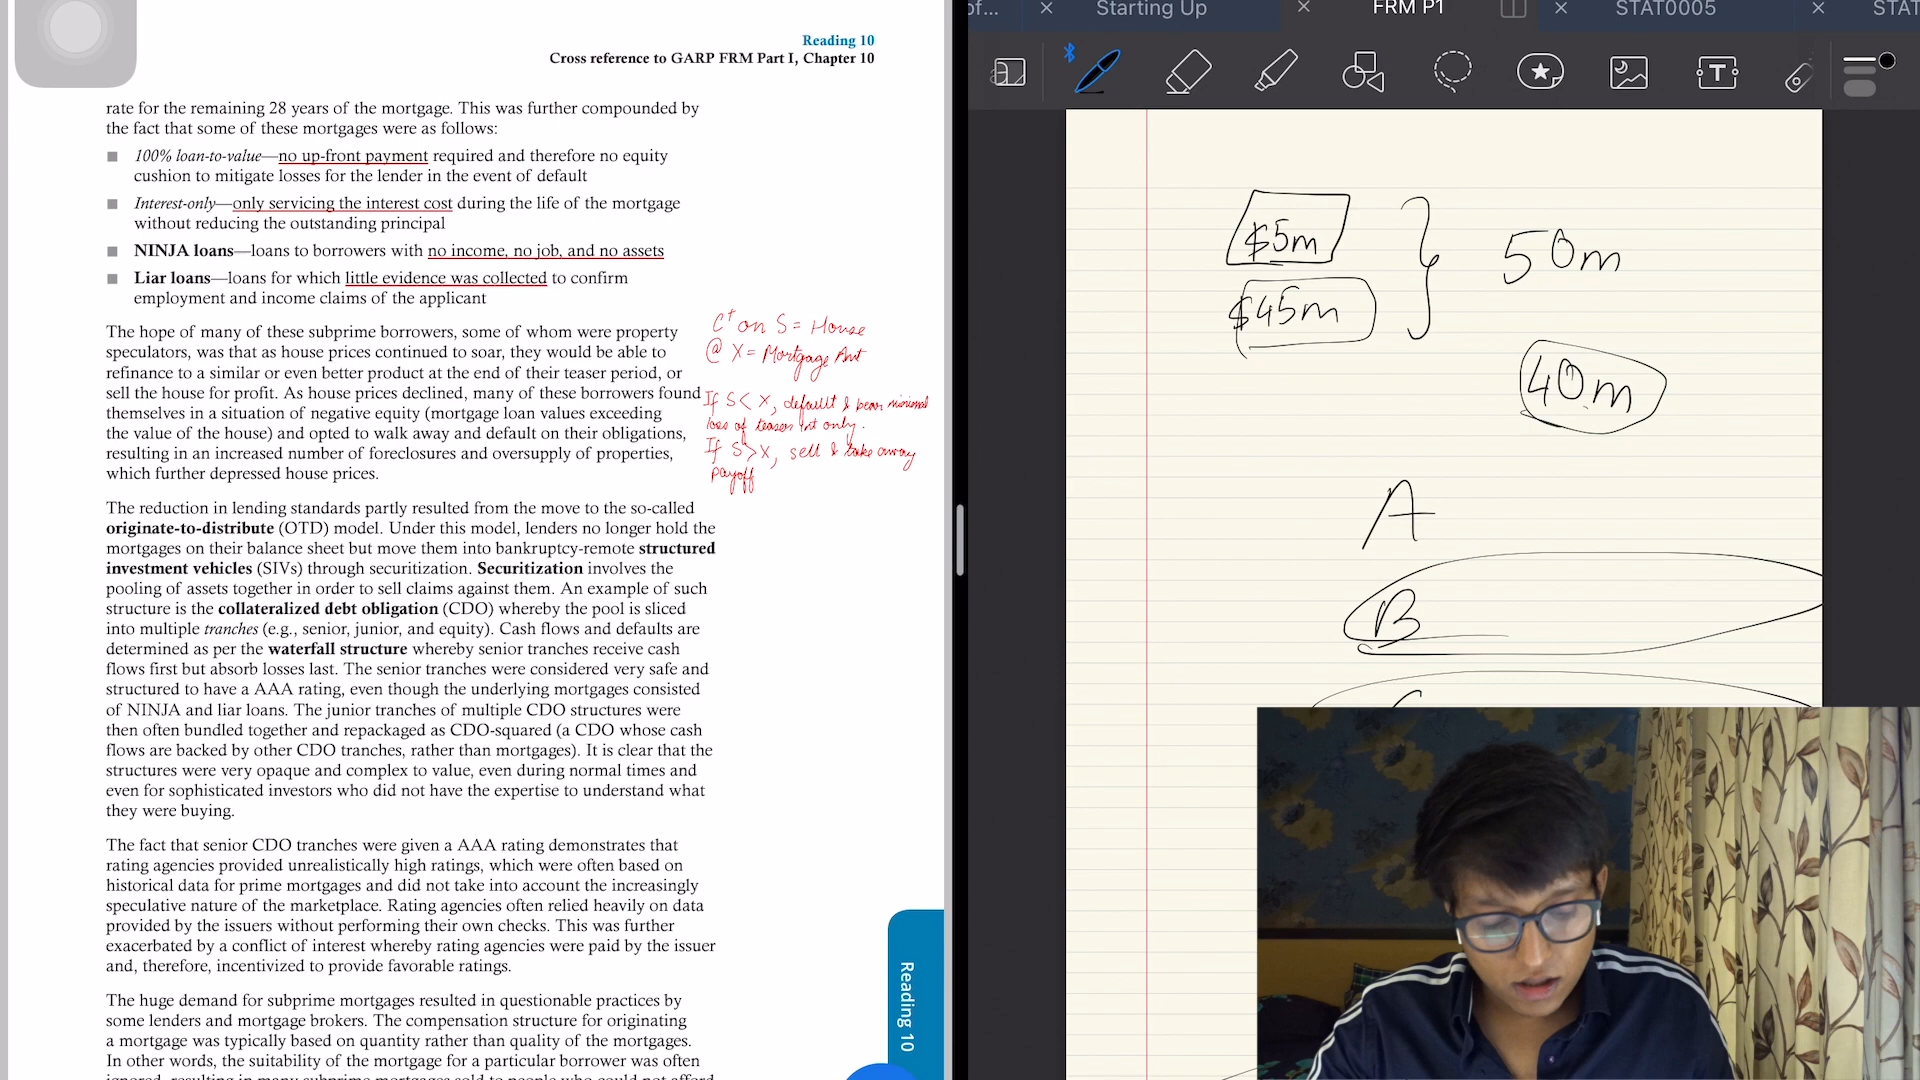 Reading 10
Cross reference to GARP FRM Part I, Chapter 10
rate for the remaining 28 years of the mortgage. This was further compounded by
the fact that some of these mortgages were as follows:
100% loan-to-value—no up-front payment required and therefore no equity
cushion to mitigate losses for the lender in the event of default
Interest-only—only servicing the interest cost during the life of the mortgage
without reducing the outstanding principal
NINJA loans—loans to borrowers with no income, no job, and no assets
Liar loans—loans for which little evidence was collected to confirm
employment and income claims of the applicant
The hope of many of these subprime borrowers, some of whom were property
speculators, was that as house prices continued to soar, they would be able to
refinance to a similar or even better product at the end of their teaser period, or
sell the house for profit. As house prices declined, many of these borrowers found
themselves in a situation of negative equity (mortgage loan values exceeding
the value of the house) and opted to walk away and default on their obligations,
resulting in an increased number of foreclosures and oversupply of properties,
which further depressed house prices.
C+ on S = House
@ X = Mortgage Amt
If S < X, default & bear minimal
loss of teaser int only.
If S > X, sell & take away
payoff
The reduction in lending standards partly resulted from the move to the so-called
originate-to-distribute (OTD) model. Under this model, lenders no longer hold the
mortgages on their balance sheet but move them into bankruptcy-remote structured
investment vehicles (SIVs) through securitization. Securitization involves the
pooling of assets together in order to sell claims against them. An example of such
structure is the collateralized debt obligation (CDO) whereby the pool is sliced
into multiple tranches (e.g., senior, junior, and equity). Cash flows and defaults are
determined as per the waterfall structure whereby senior tranches receive cash
flows first but absorb losses last. The senior tranches were considered very safe and
structured to have a AAA rating, even though the underlying mortgages consisted
of NINJA and liar loans. The junior tranches of multiple CDO structures were
then often bundled together and repackaged as CDO-squared (a CDO whose cash
flows are backed by other CDO tranches, rather than mortgages). It is clear that the
structures were very opaque and complex to value, even during normal times and
even for sophisticated investors who did not have the expertise to understand what
they were buying.
The fact that senior CDO tranches were given a AAA rating demonstrates that
rating agencies provided unrealistically high ratings, which were often based on
historical data for prime mortgages and did not take into account the increasingly
speculative nature of the marketplace. Rating agencies often relied heavily on data
provided by the issuers without performing their own checks. This was further
exacerbated by a conflict of interest whereby rating agencies were paid by the issuer
and, therefore, incentivized to provide favorable ratings.
The huge demand for subprime mortgages resulted in questionable practices by
some lenders and mortgage brokers. The compensation structure for originating
a mortgage was typically based on quantity rather than quality of the mortgages.
In other words, the suitability of the mortgage for a particular borrower was often
Reading 10
of...
Starting Up
FRM P1
STAT0005
STAT
$5m
$45m
50m
40m
A
B